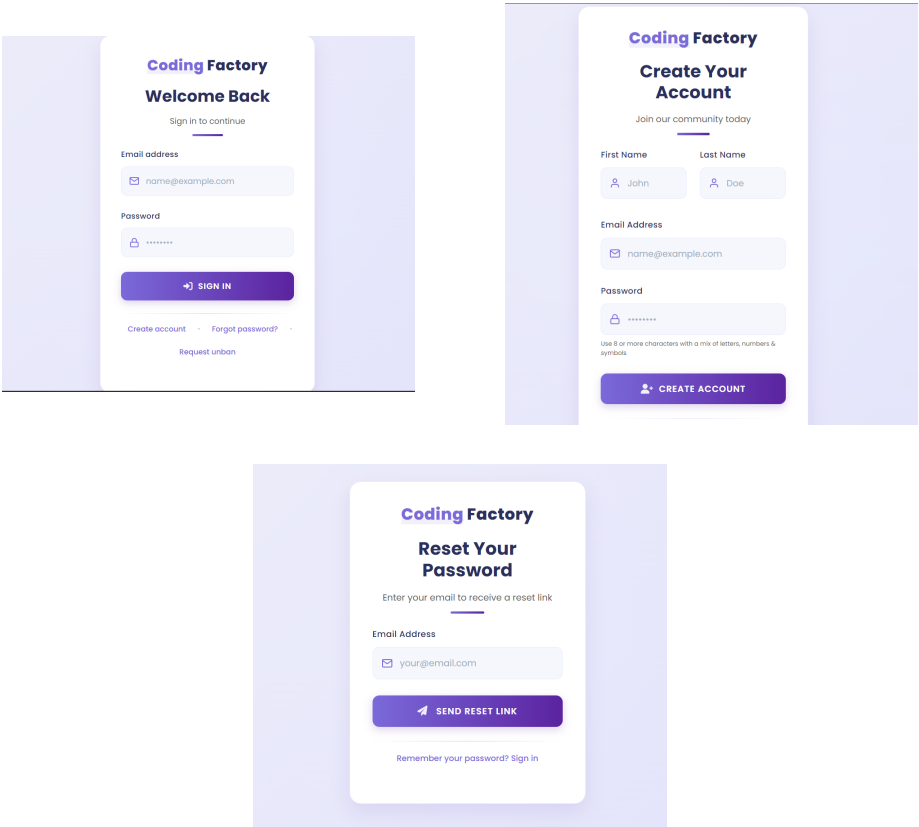 Coding Factory
Welcome Back
Sign in to continue
Email address
name@example.com
Password
••••••••
SIGN IN
Create account - Forgot password? -
Request unban
Coding Factory
Create Your
Account
Join our community today
First Name Last Name
John Doe
Email Address
name@example.com
Password
••••••••
Use 8 or more characters with a mix of letters, numbers &
symbols
CREATE ACCOUNT
Coding Factory
Reset Your
Password
Enter your email to receive a reset link
Email Address
your@email.com
SEND RESET LINK
Remember your password? Sign in